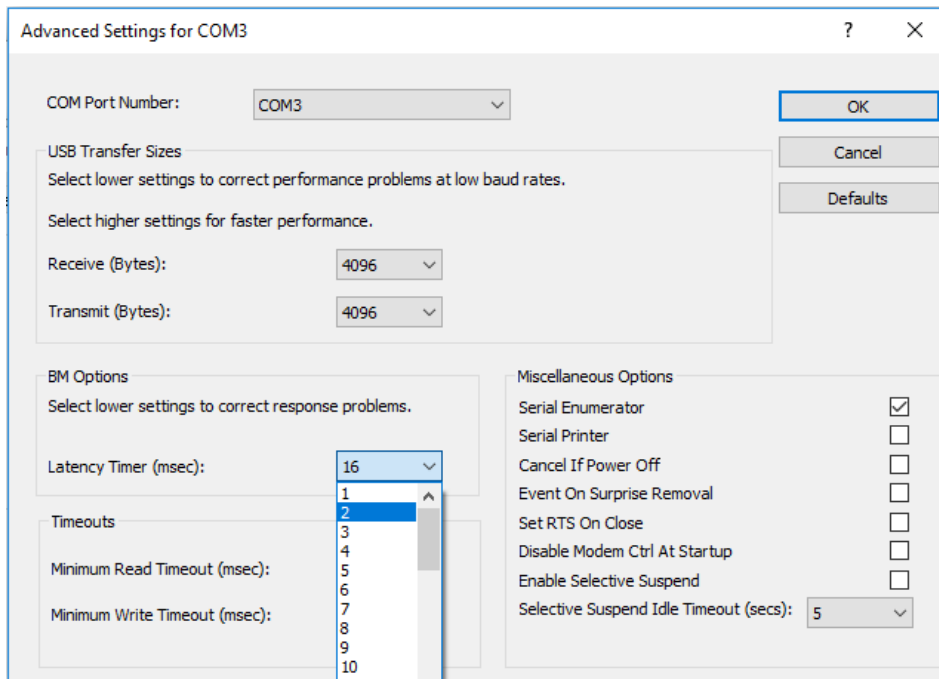 Advanced Settings for COM3
?
COM Port Number:
COM3
OK
Cancel
Defaults
USB Transfer Sizes
Select lower settings to correct performance problems at low baud rates.
Select higher settings for faster performance.
Receive (Bytes):
4096
Transmit (Bytes):
4096
BM Options
Select lower settings to correct response problems.
Latency Timer (msec):
16
1
2
3
4
5
6
7
8
9
10
Timeouts
Minimum Read Timeout (msec):
Minimum Write Timeout (msec):
Miscellaneous Options
Serial Enumerator
Serial Printer
Cancel If Power Off
Event On Surprise Removal
Set RTS On Close
Disable Modem Ctrl At Startup
Enable Selective Suspend
Selective Suspend Idle Timeout (secs):
5